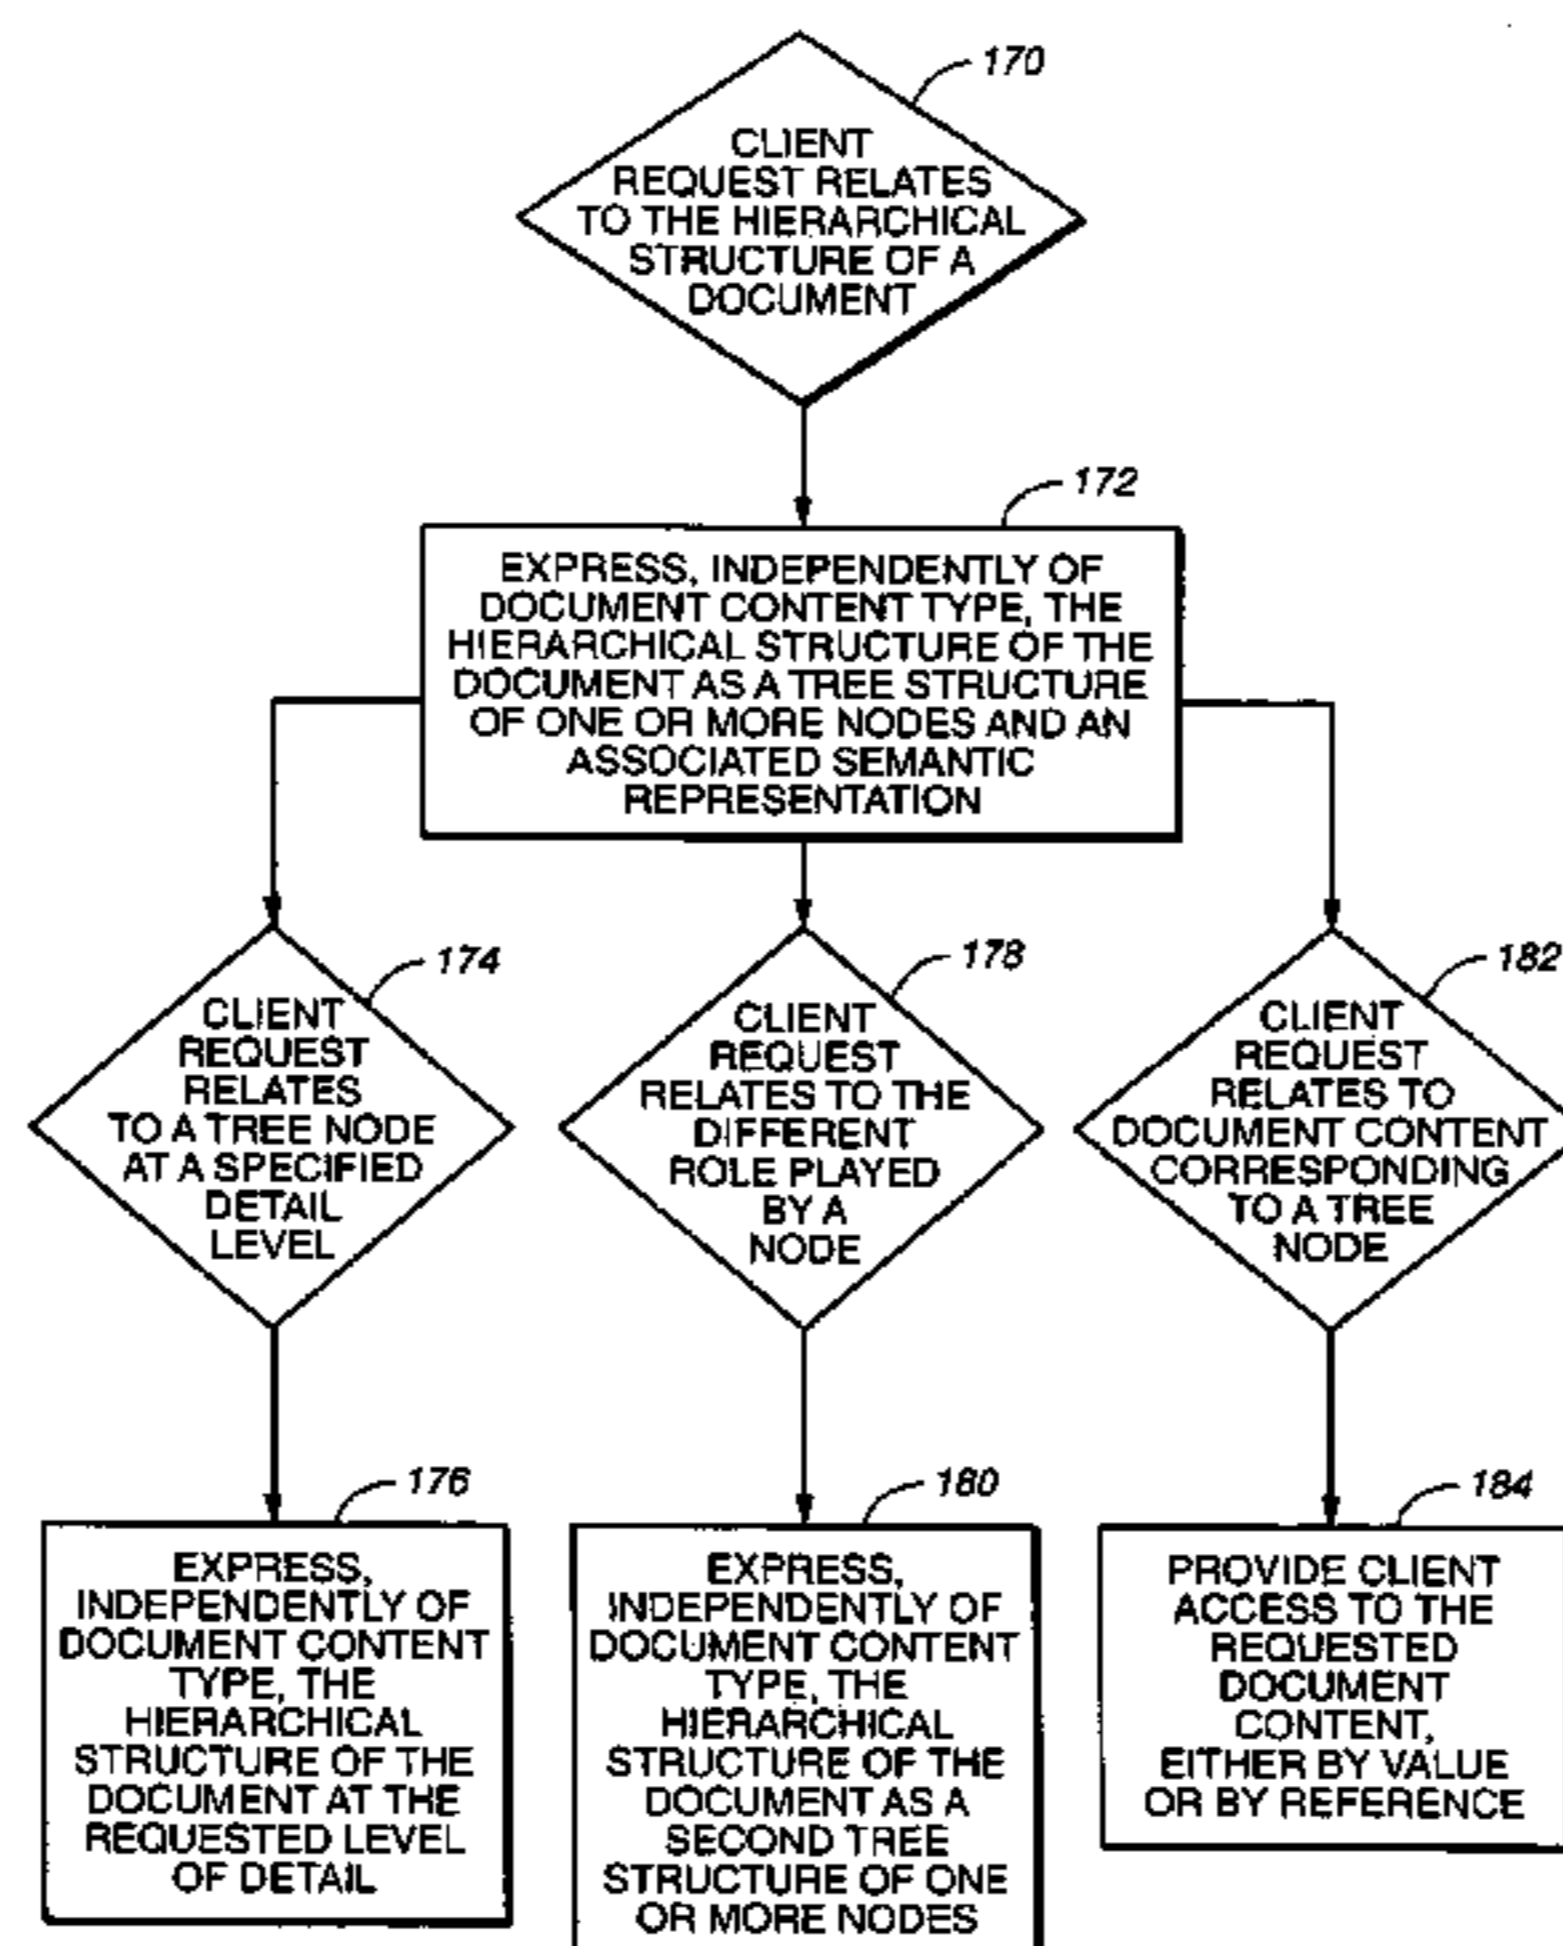 170
CLIENT
REQUEST RELATES
TO THE HIERARCHICAL
STRUCTURE OF A
DOCUMENT
172
EXPRESS, INDEPENDENTLY OF
DOCUMENT CONTENT TYPE, THE
HIERARCHICAL STRUCTURE OF THE
DOCUMENT AS A TREE STRUCTURE
OF ONE OR MORE NODES AND AN
ASSOCIATED SEMANTIC
REPRESENTATION
174
CLIENT
REQUEST
RELATES
TO A TREE NODE
AT A SPECIFIED
DETAIL
LEVEL
178
CLIENT
REQUEST
RELATES TO THE
DIFFERENT
ROLE PLAYED
BY A
NODE
182
CLIENT
REQUEST
RELATES TO
DOCUMENT CONTENT
CORRESPONDING
TO A TREE
NODE
176
EXPRESS,
INDEPENDENTLY OF
DOCUMENT CONTENT
TYPE, THE
HIERARCHICAL
STRUCTURE OF THE
DOCUMENT AT THE
REQUESTED LEVEL
OF DETAIL
180
EXPRESS,
INDEPENDENTLY OF
DOCUMENT CONTENT
TYPE, THE
HIERARCHICAL
STRUCTURE OF THE
DOCUMENT AS A
SECOND TREE
STRUCTURE OF ONE
OR MORE NODES
184
PROVIDE CLIENT
ACCESS TO THE
REQUESTED
DOCUMENT
CONTENT,
EITHER BY VALUE
OR BY REFERENCE